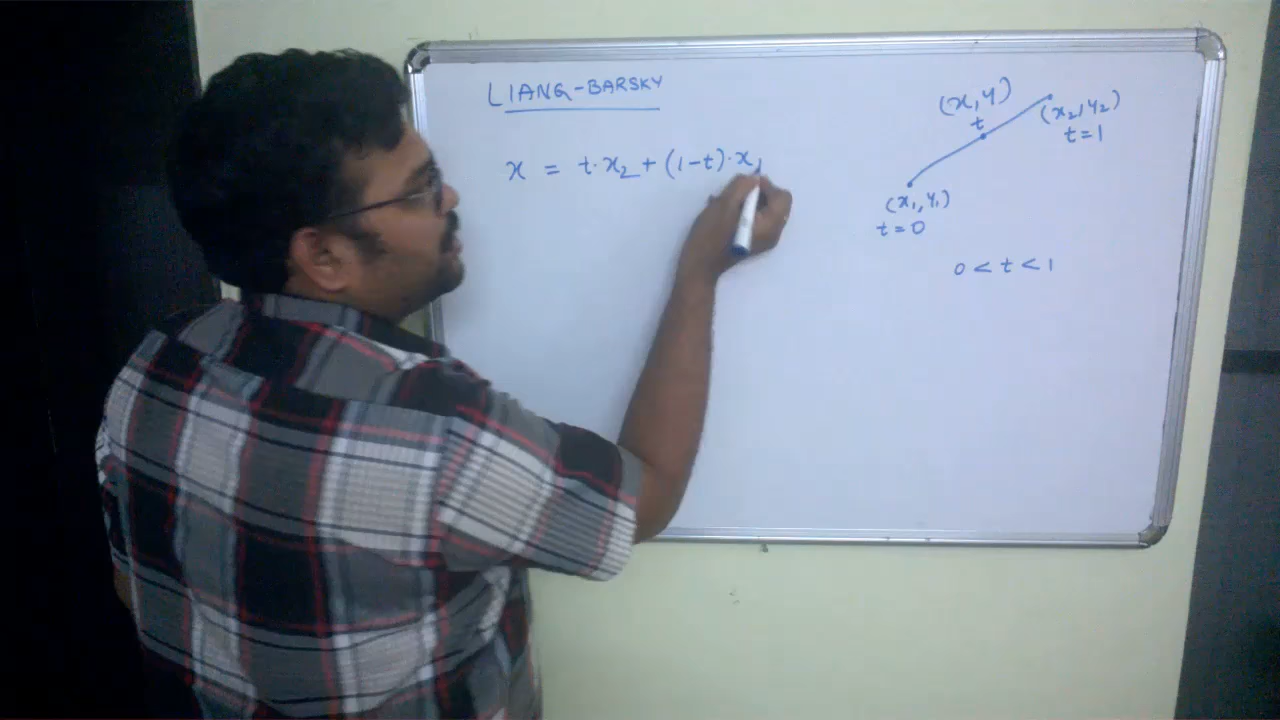 LIANG-BARSKY
x = t·x₂ + (1-t)·x₁
(x,y)
t
(x₂,y₂)
t=1
(x₁,y₁)
t=0
0 < t < 1